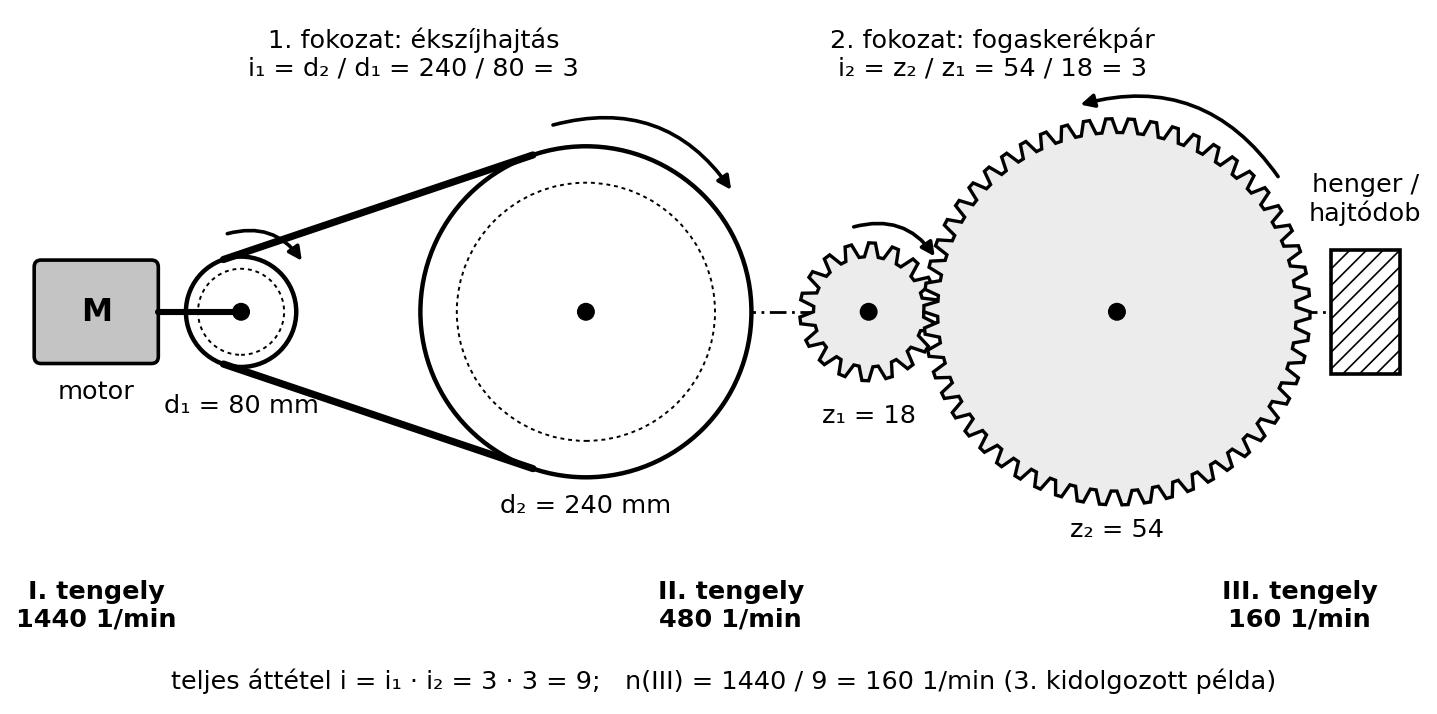 1. fokozat: ékszíjhajtás
i₁ = d₂ / d₁ = 240 / 80 = 3
2. fokozat: fogaskerékpár
i₂ = z₂ / z₁ = 54 / 18 = 3
henger /
hajtódob
M
motor
d₁ = 80 mm
z₁ = 18
d₂ = 240 mm
z₂ = 54
I. tengely
1440 1/min
II. tengely
480 1/min
III. tengely
160 1/min
teljes áttétel i = i₁ · i₂ = 3 · 3 = 9; n(III) = 1440 / 9 = 160 1/min (3. kidolgozott példa)